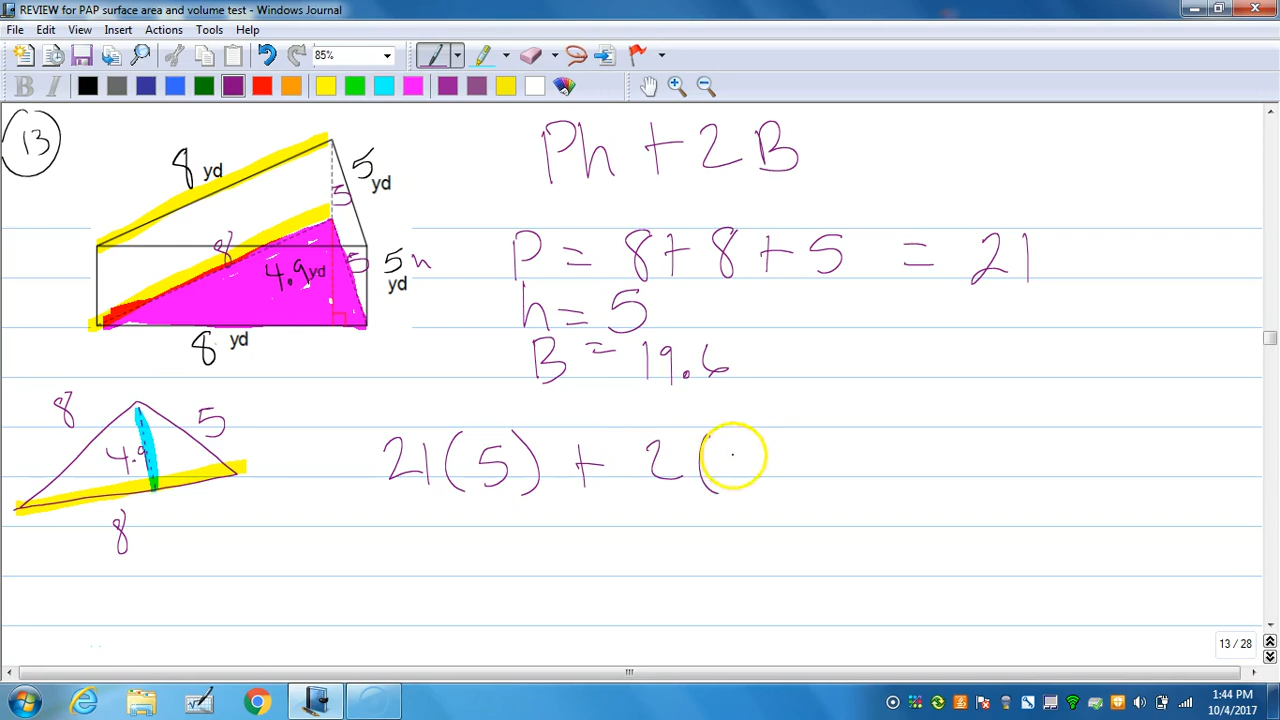 REVIEW for PAP surface area and volume test - Windows Journal
File Edit View Insert Actions Tools Help
85%
B I
13
8 yd
5 yd
5
8
4.9 yd
5
5 h
yd
8 yd
Ph + 2B
P = 8 + 8 + 5 = 21
h = 5
B = 19.6
8
5
4.9
8
21(5) + 2(
13 / 28
1:44 PM
10/4/2017